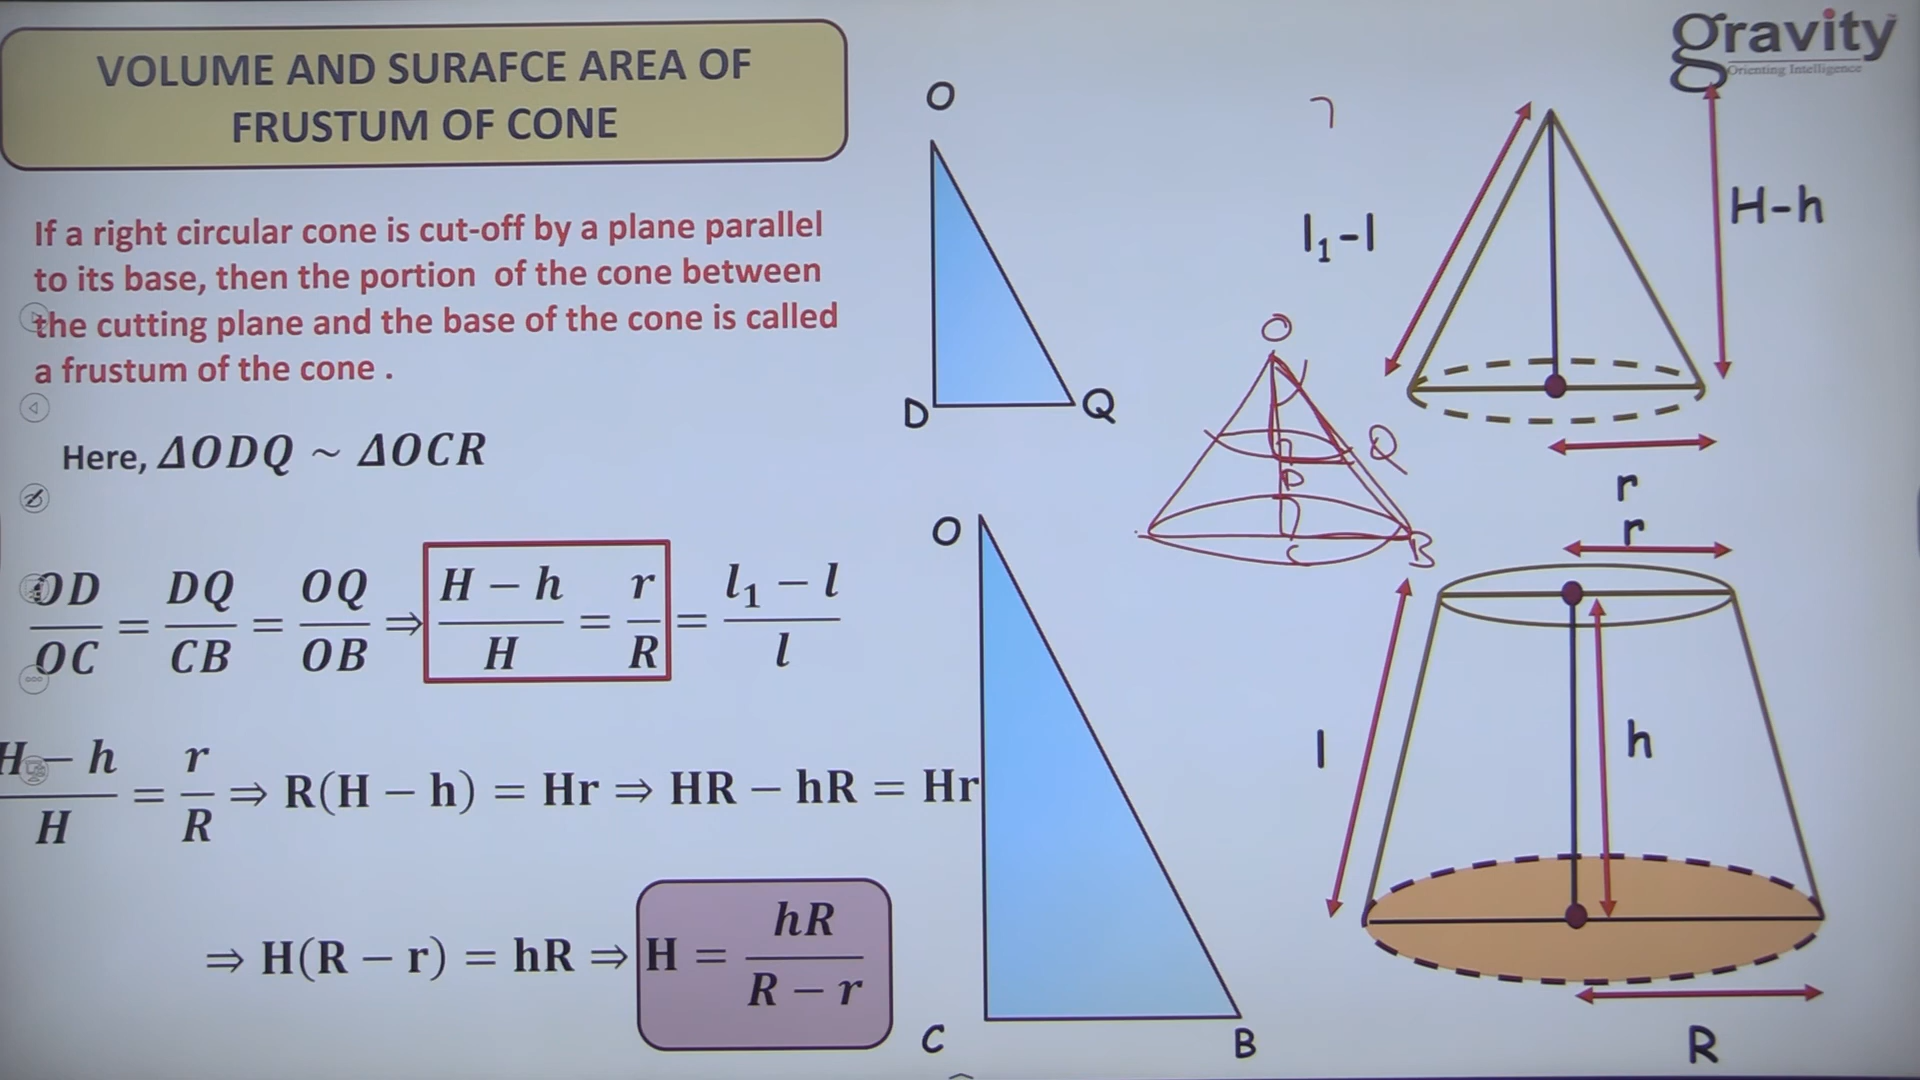 VOLUME AND SURAFCE AREA OF
FRUSTUM OF CONE
gravity
Orienting Intelligence
If a right circular cone is cut-off by a plane parallel
to its base, then the portion of the cone between
the cutting plane and the base of the cone is called
a frustum of the cone .
Here, ΔODQ ~ ΔOCR
OD/OC = DQ/CB = OQ/OB ⇒ (H − h)/H = r/R = (l₁ − l)/l
(H − h)/H = r/R ⇒ R(H − h) = Hr ⇒ HR − hR = Hr
⇒ H(R − r) = hR ⇒ H = hR/(R − r)
O
D
Q
O
C
B
O
Q
D
C
B
l₁-l
H-h
r
r
l
h
R